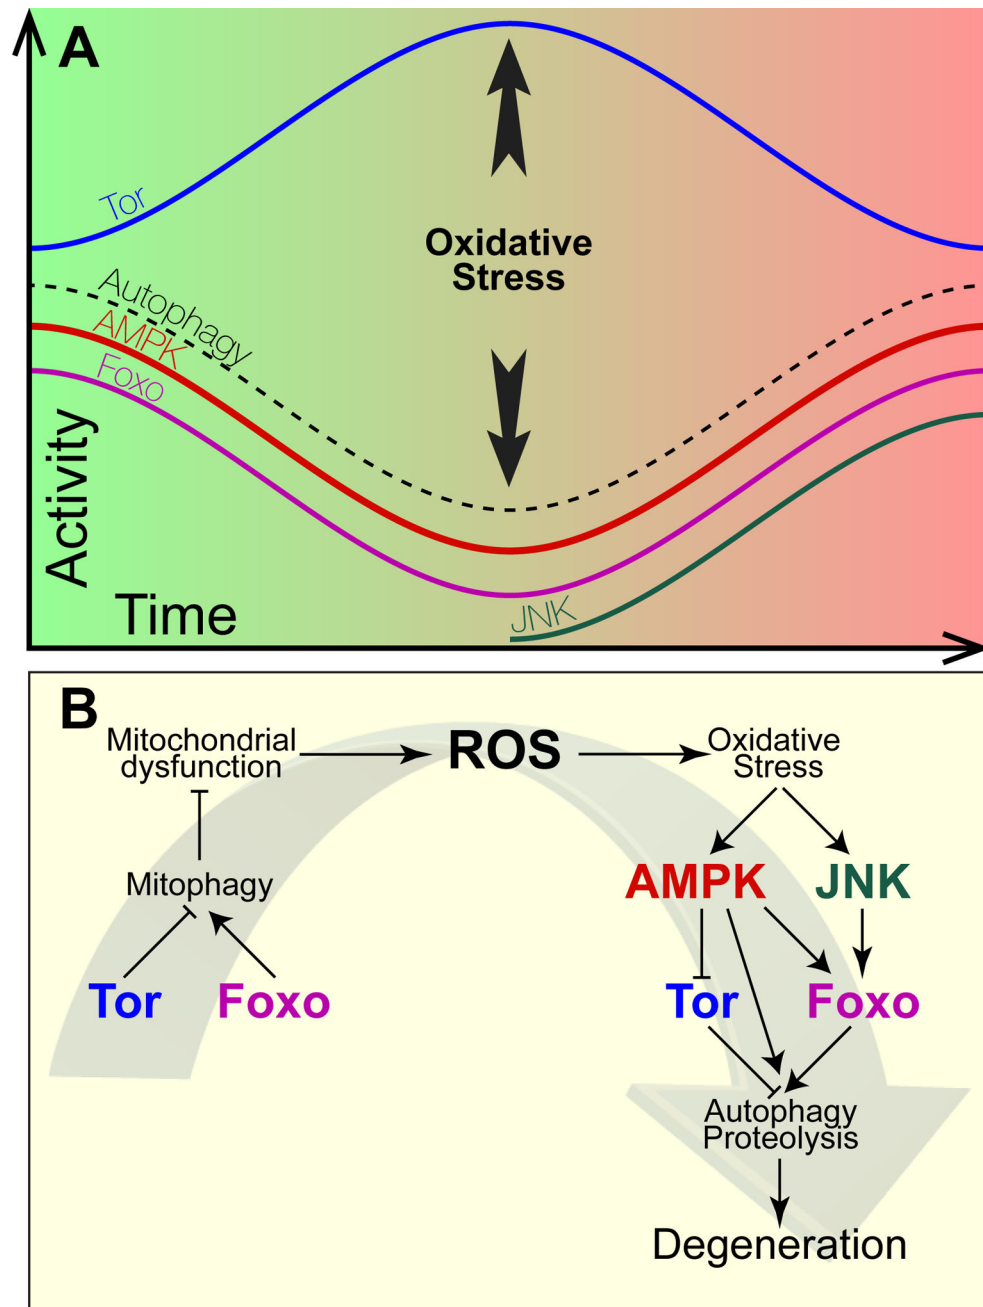 A
Tor
Oxidative
Stress
Autophagy
AMPK
Foxo
Activity
JNK
Time
B
Mitochondrial
dysfunction
ROS
Oxidative
Stress
Mitophagy
AMPK
JNK
Tor
Foxo
Tor
Foxo
Autophagy
Proteolysis
Degeneration